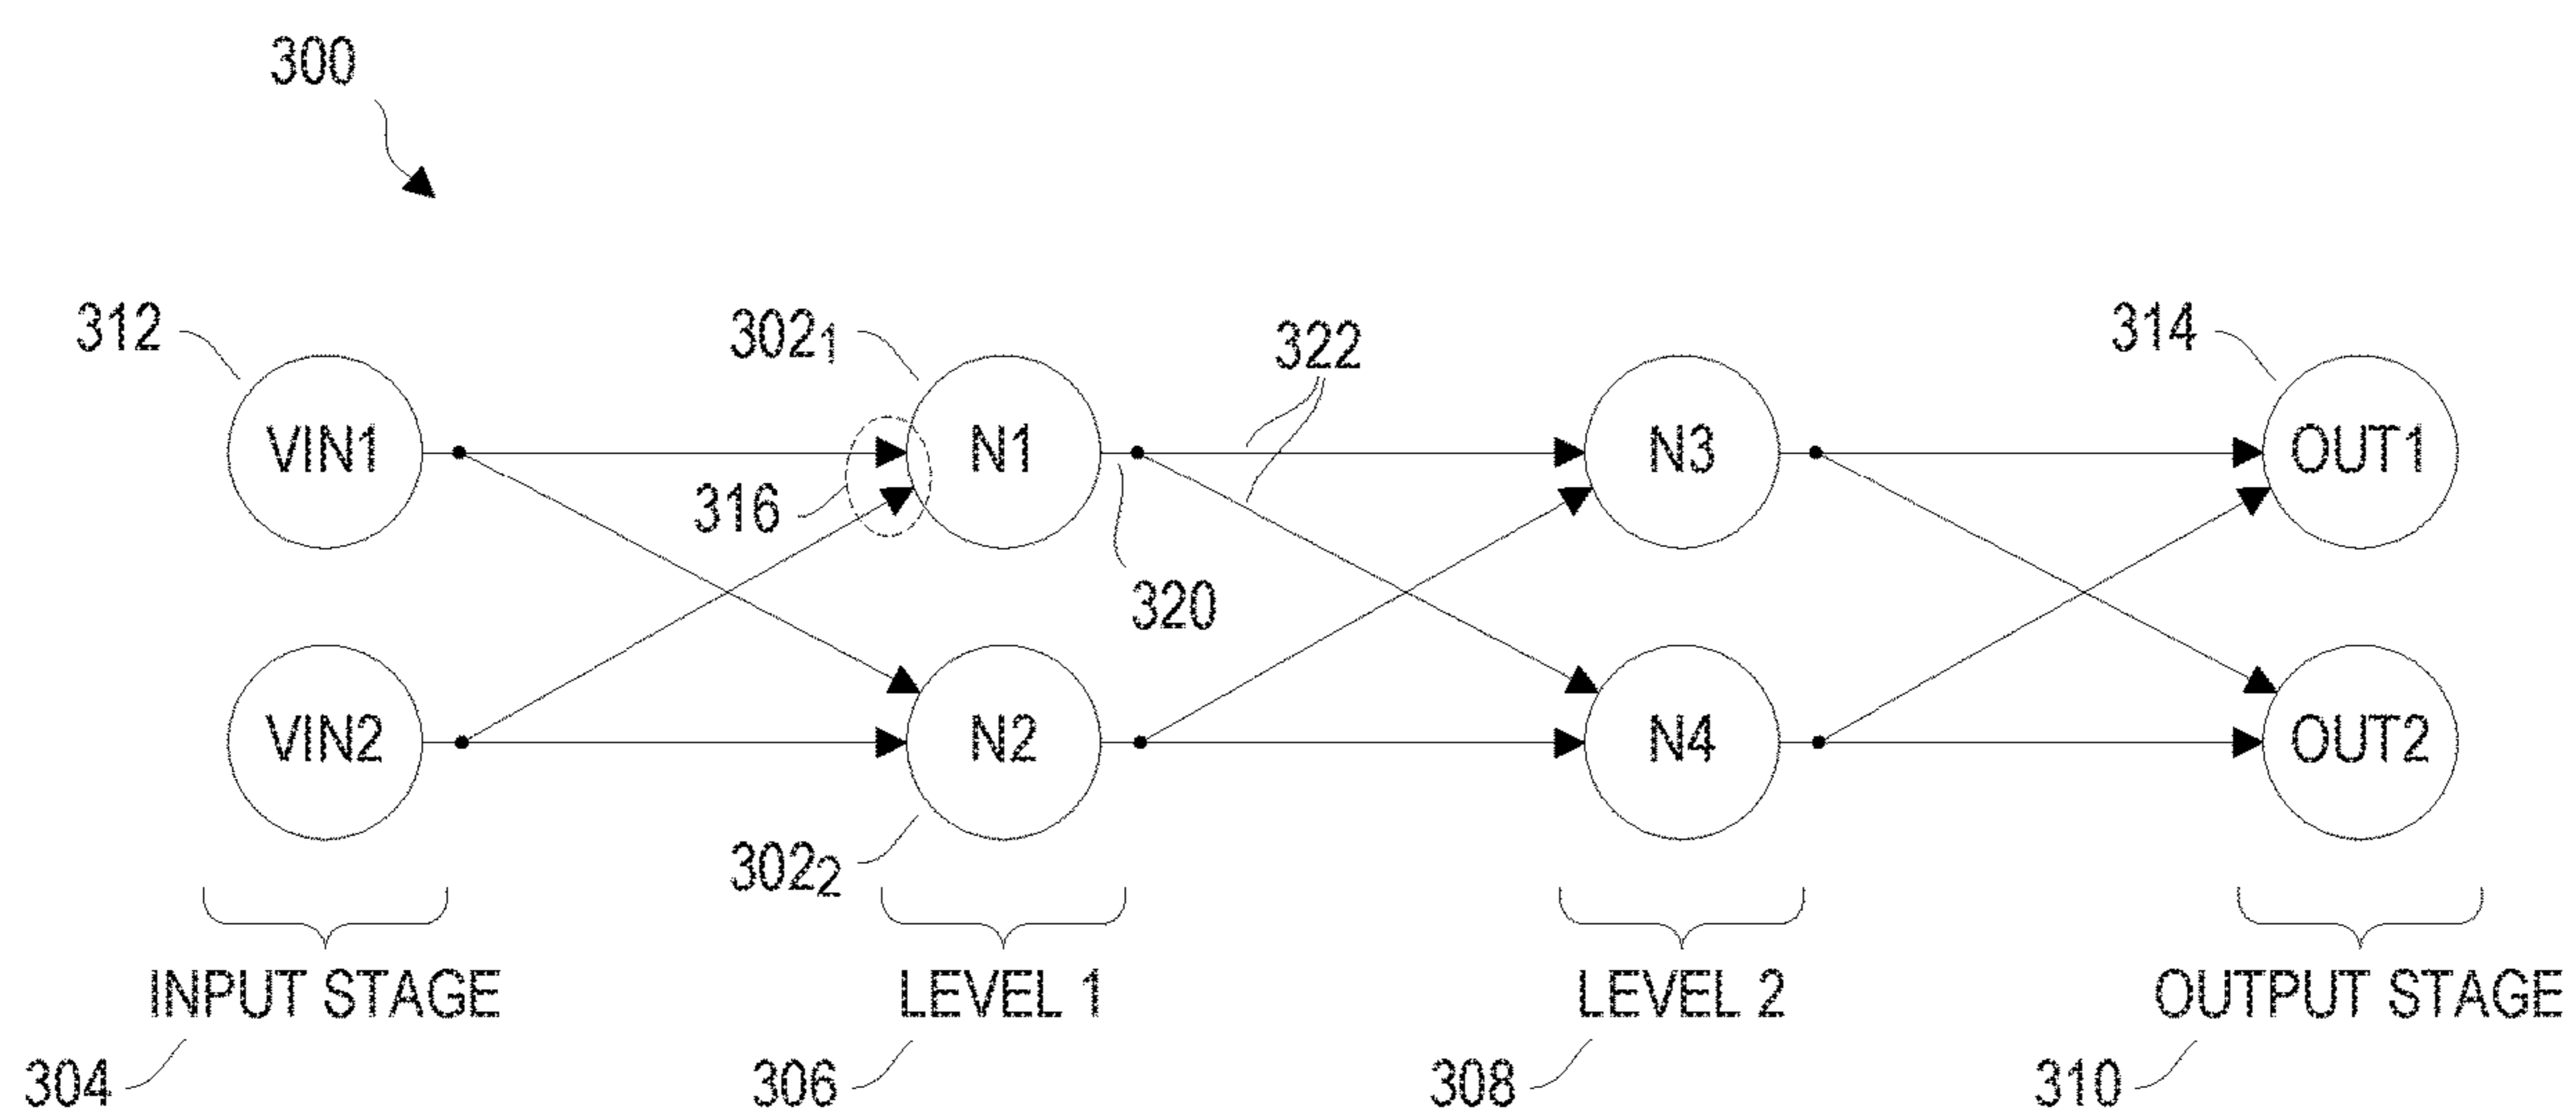 300
312
302₁
322
314
VIN1
N1
N3
OUT1
316
320
VIN2
N2
N4
OUT2
302₂
INPUT STAGE
LEVEL 1
LEVEL 2
OUTPUT STAGE
304
306
308
310